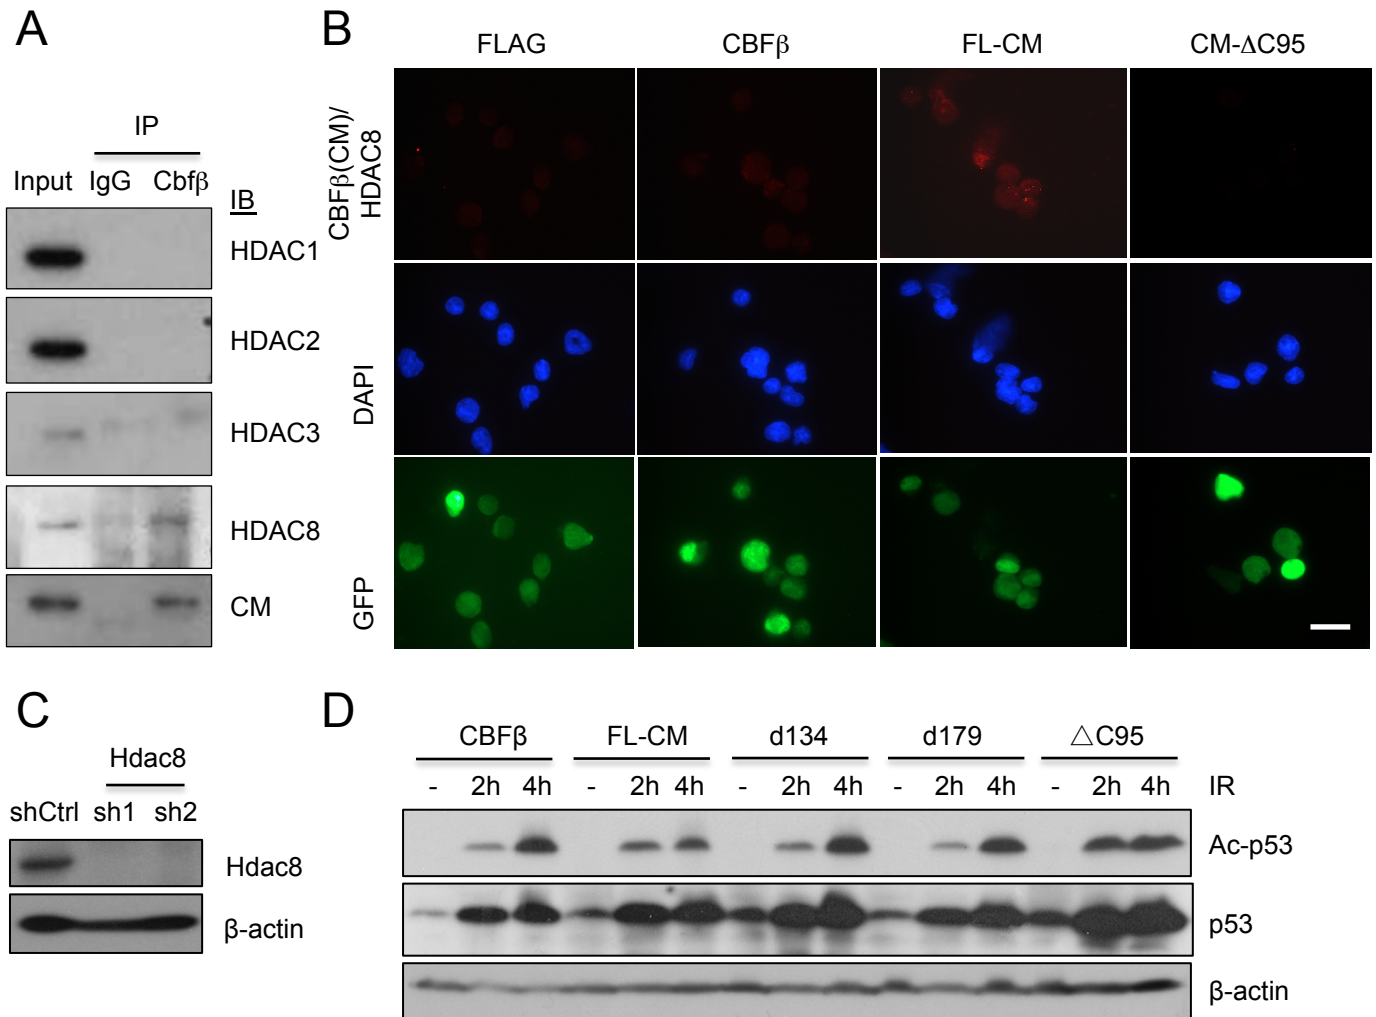 A
IP
Input IgG Cbfβ
IB
HDAC1
HDAC2
HDAC3
HDAC8
CM
B
FLAG CBFβ FL-CM CM-ΔC95
CBFβ(CM)/
HDAC8
DAPI
GFP
C
Hdac8
shCtrl sh1 sh2
Hdac8
β-actin
D
CBFβ FL-CM d134 d179 △C95
- 2h 4h - 2h 4h - 2h 4h - 2h 4h - 2h 4h IR
Ac-p53
p53
β-actin